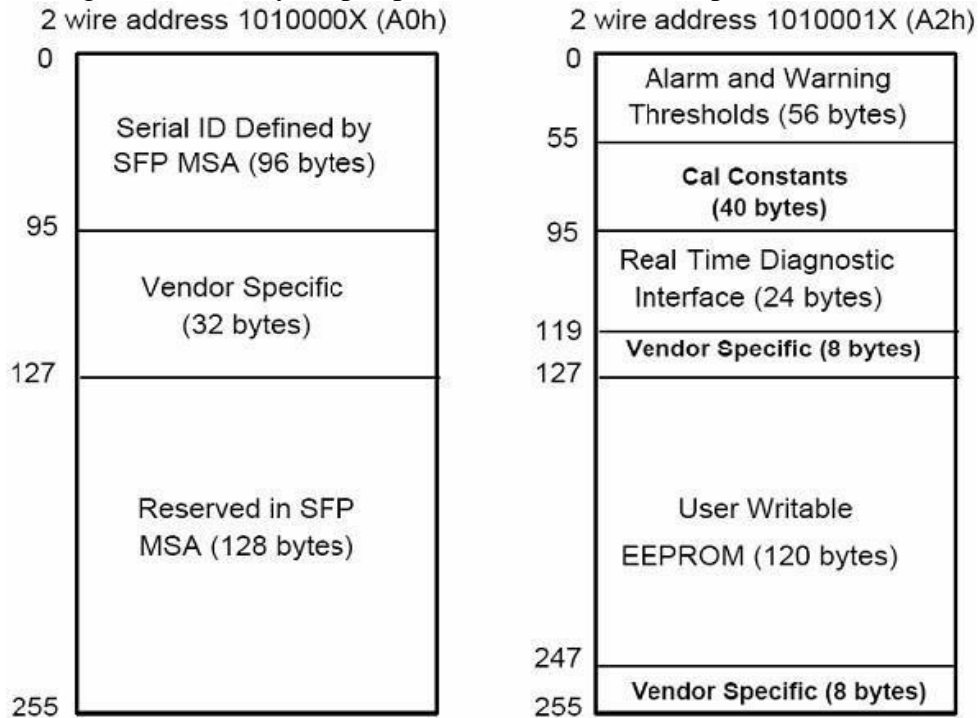 2 wire address 1010000X (A0h)
0
Serial ID Defined by
SFP MSA (96 bytes)
95
Vendor Specific
(32 bytes)
127
Reserved in SFP
MSA (128 bytes)
255
2 wire address 1010001X (A2h)
0
Alarm and Warning
Thresholds (56 bytes)
55
Cal Constants
(40 bytes)
95
Real Time Diagnostic
Interface (24 bytes)
119
Vendor Specific (8 bytes)
127
User Writable
EEPROM (120 bytes)
247
Vendor Specific (8 bytes)
255